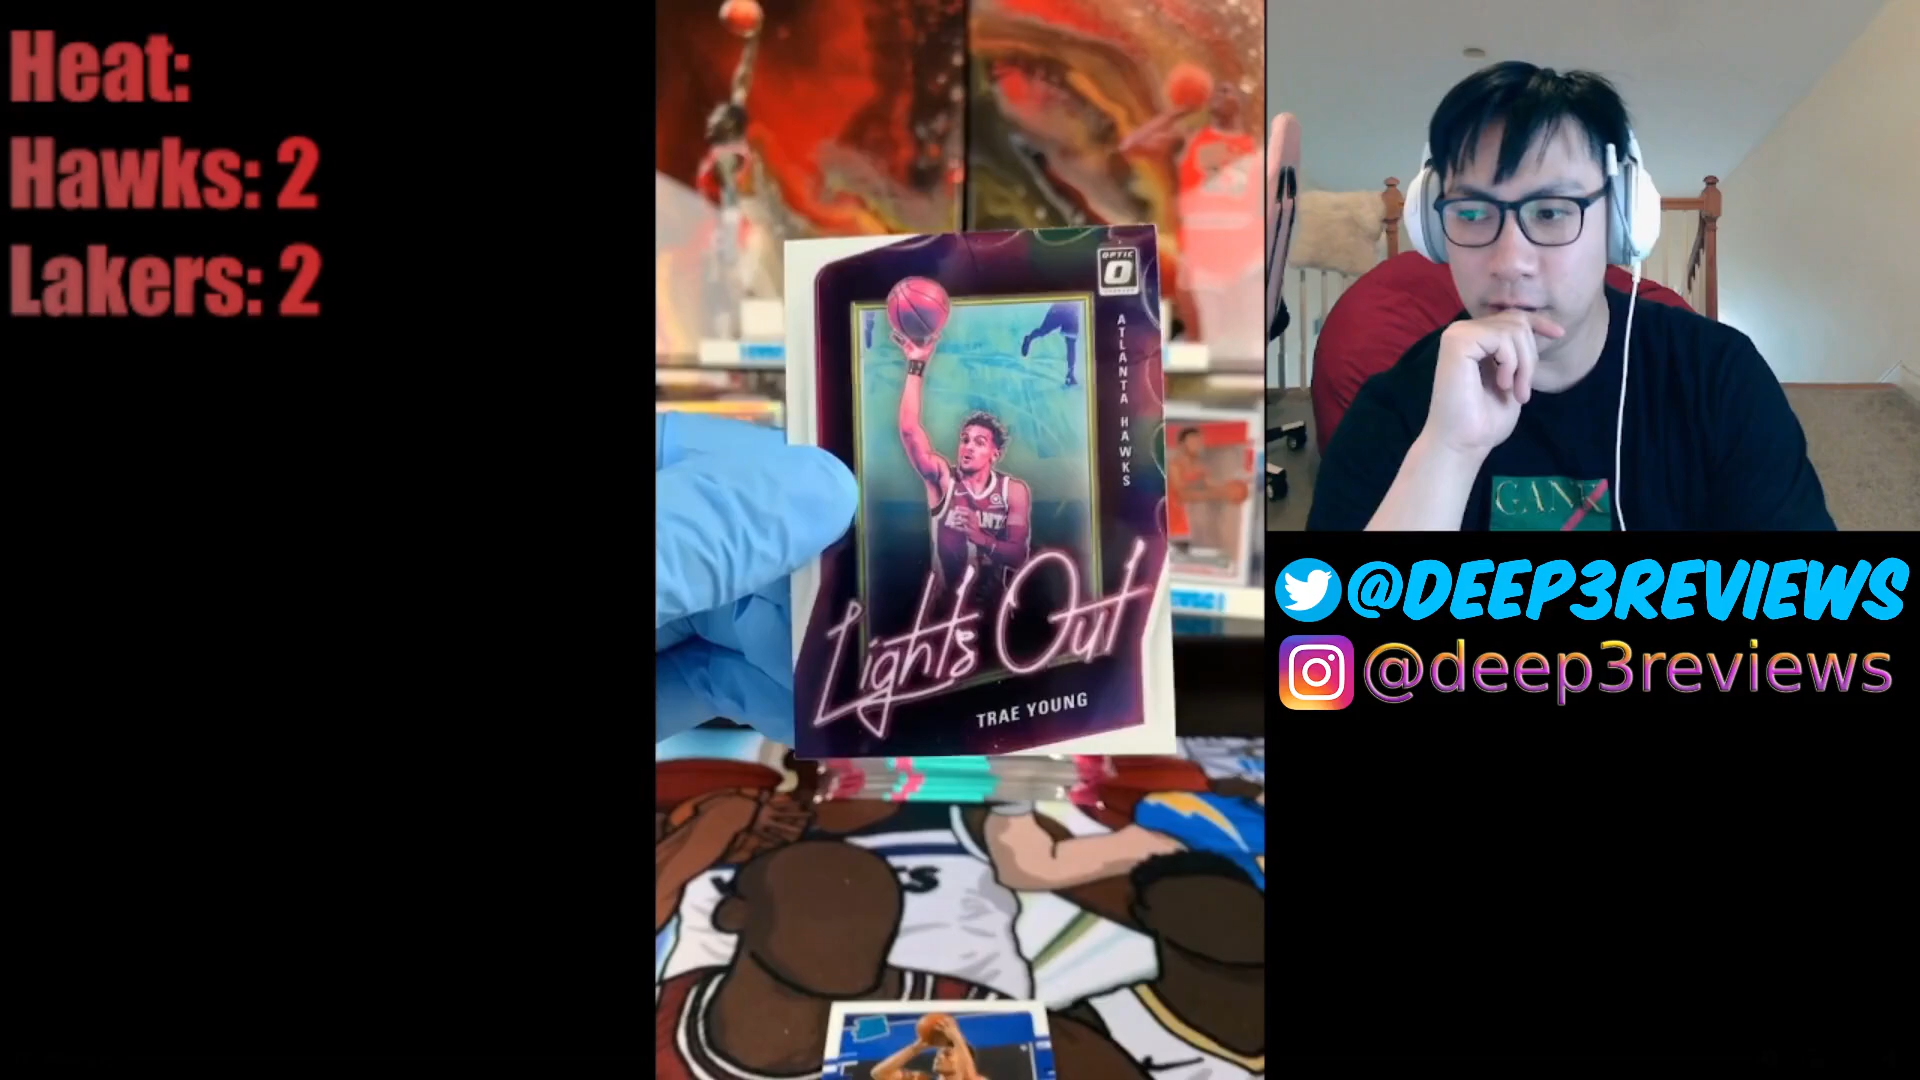 Heat:
Hawks: 2
Lakers: 2
OPTIC
O
ATLANTA HAWKS
Lights Out
TRAE YOUNG
@DEEP3REVIEWS
@deep3reviews